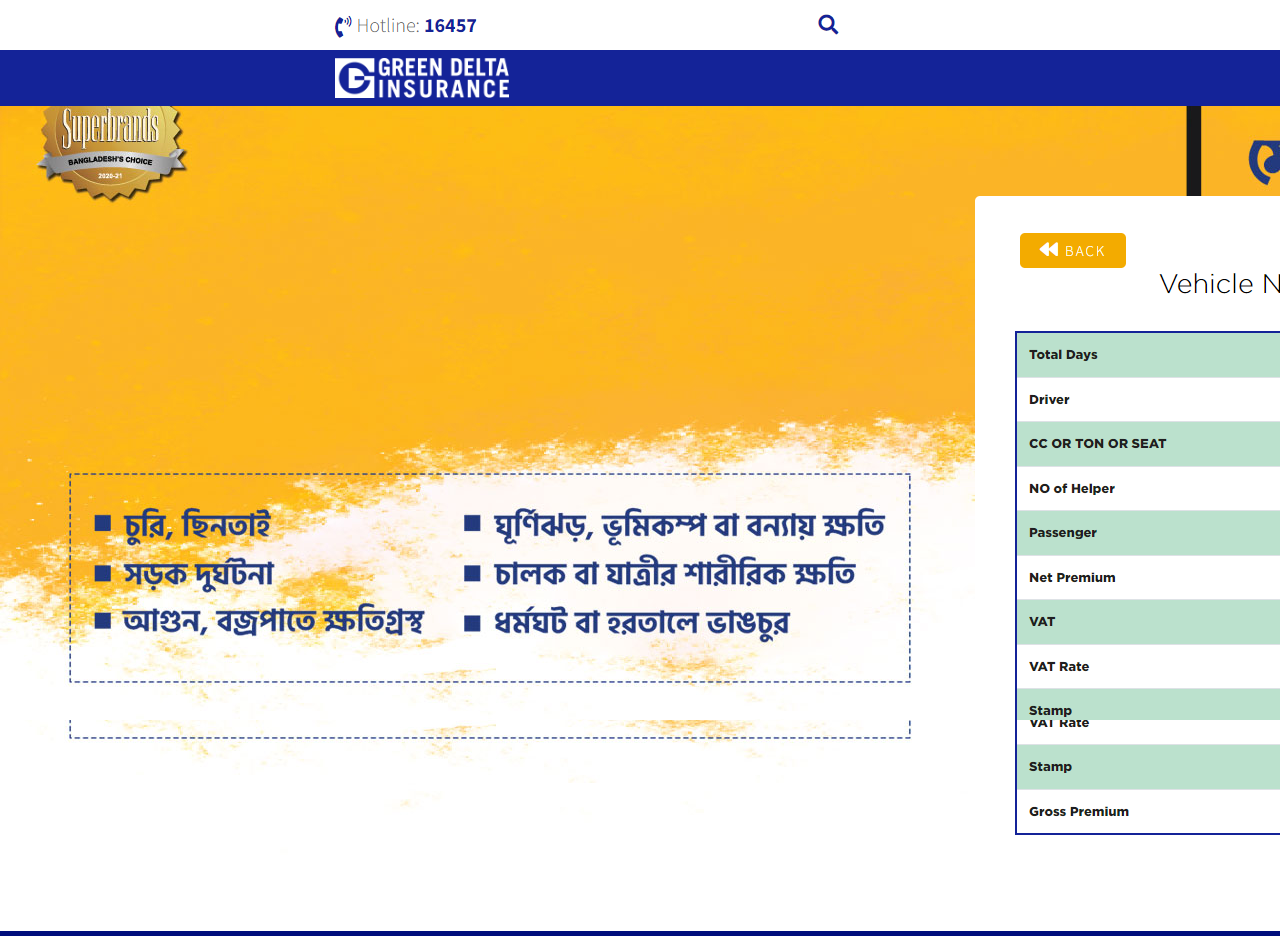 Hotline: 16457
GREEN DELTA
INSURANCE
Superbrands
BANGLADESH'S CHOICE
2020-21
BACK
Vehicle N
Total Days
Driver
CC OR TON OR SEAT
NO of Helper
Passenger
Net Premium
VAT
VAT Rate
Stamp
VAT Rate
Stamp
Gross Premium
চুরি, ছিনতাই
সড়ক দুর্ঘটনা
আগুন, বজ্রপাতে ক্ষতিগ্রস্থ
ঘূর্ণিঝড়, ভূমিকম্প বা বন্যায় ক্ষতি
চালক বা যাত্রীর শারীরিক ক্ষতি
ধর্মঘট বা হরতালে ভাঙচুর